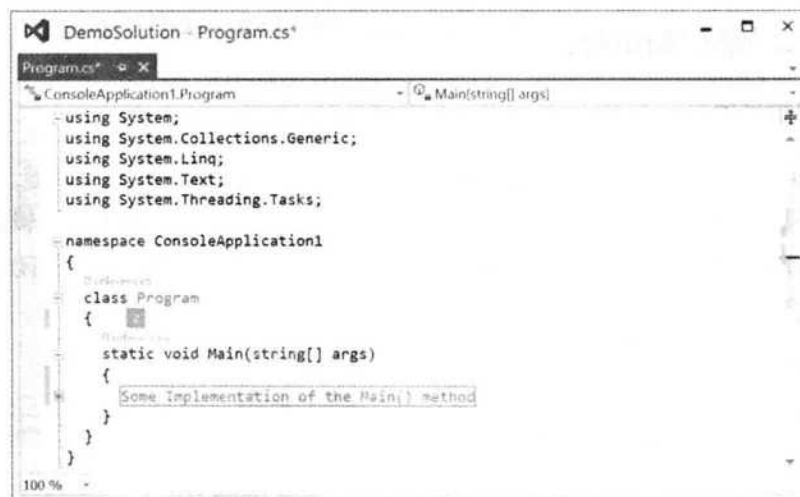 DemoSolution - Program.cs*
Program.cs*
ConsoleApplication1.Program
Main(string[] args)
using System;
using System.Collections.Generic;
using System.Linq;
using System.Text;
using System.Threading.Tasks;
namespace ConsoleApplication1
{
class Program
{
static void Main(string[] args)
{
Some Implementation of the Main() method
}
}
}
100 %